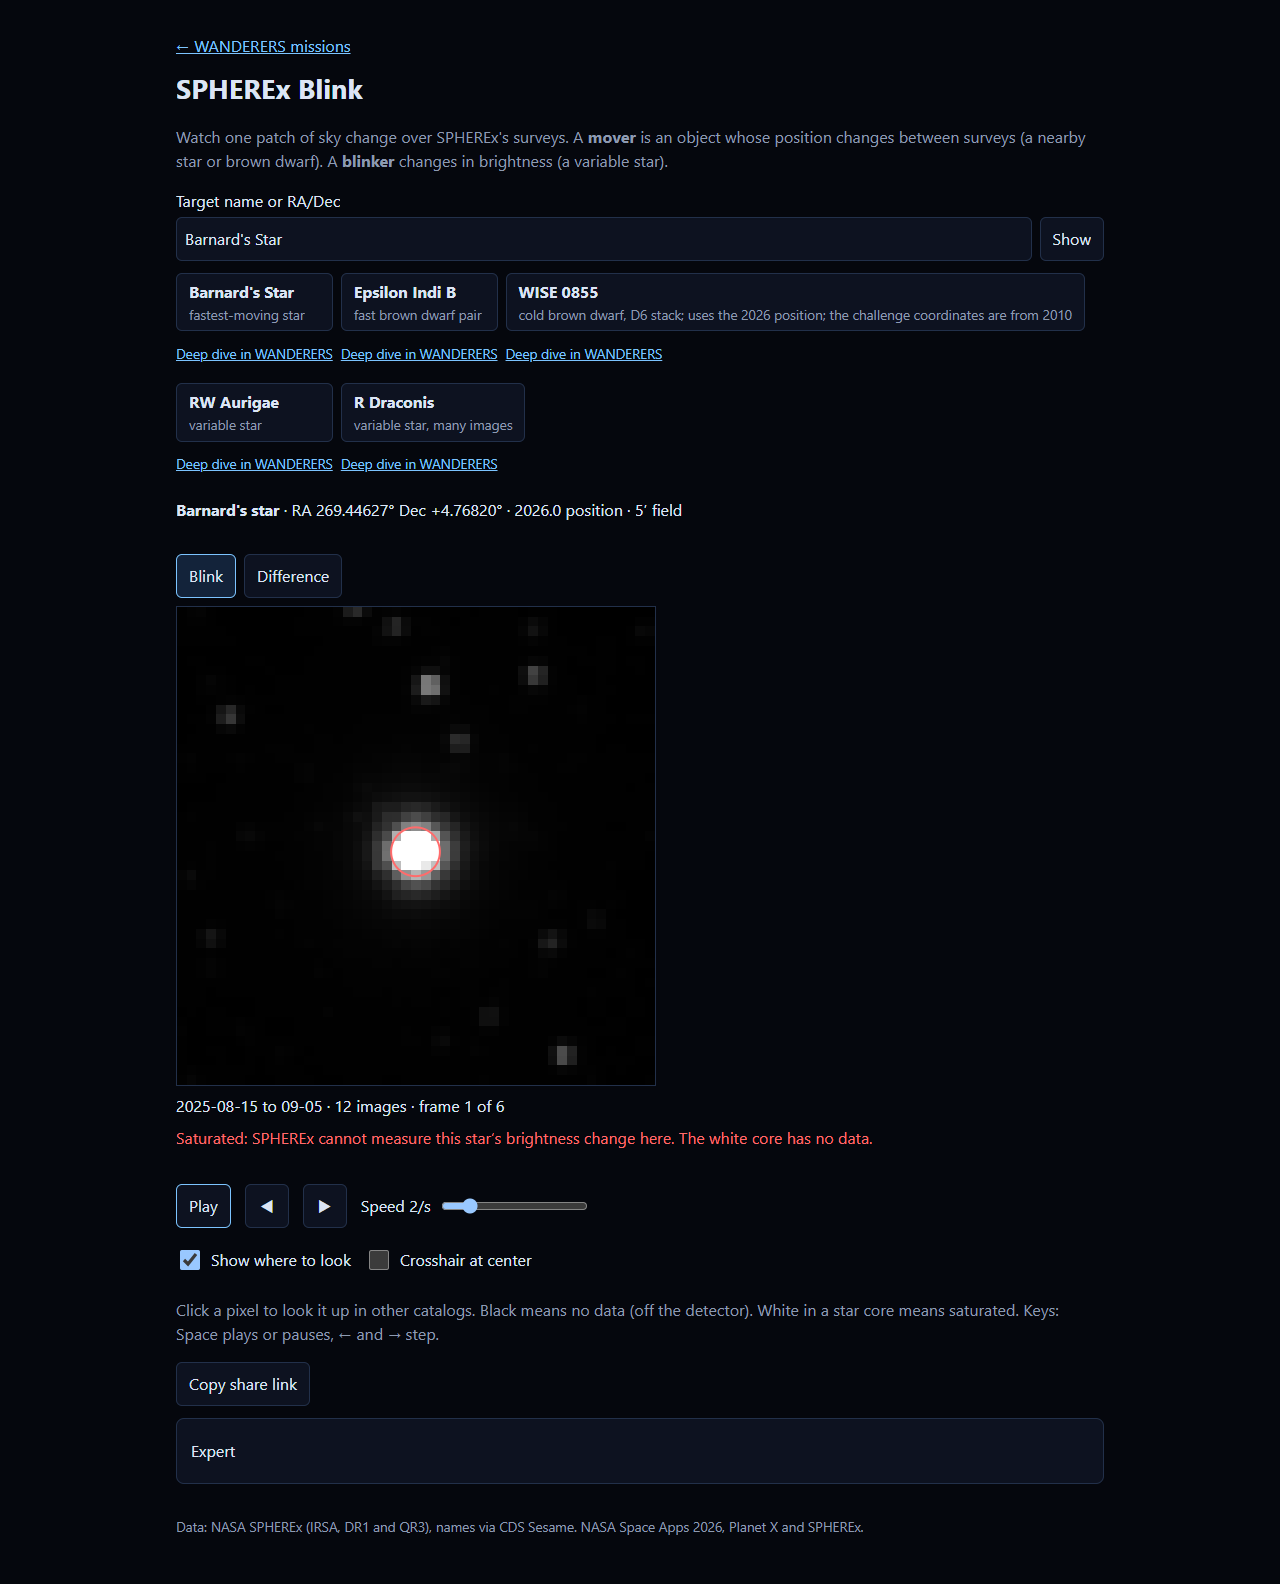 ← WANDERERS missions
SPHEREx Blink
Watch one patch of sky change over SPHEREx's surveys. A mover is an object whose position changes between surveys (a nearby
star or brown dwarf). A blinker changes in brightness (a variable star).
Target name or RA/Dec
Barnard's Star
Show
Barnard's Star
fastest-moving star
Epsilon Indi B
fast brown dwarf pair
WISE 0855
cold brown dwarf, D6 stack; uses the 2026 position; the challenge coordinates are from 2010
Deep dive in WANDERERS Deep dive in WANDERERS Deep dive in WANDERERS
RW Aurigae
variable star
R Draconis
variable star, many images
Deep dive in WANDERERS Deep dive in WANDERERS
Barnard's star · RA 269.44627° Dec +4.76820° · 2026.0 position · 5′ field
Blink
Difference
2025-08-15 to 09-05 · 12 images · frame 1 of 6
Saturated: SPHEREx cannot measure this star's brightness change here. The white core has no data.
Play ◀ ▶ Speed 2/s
Show where to look
Crosshair at center
Click a pixel to look it up in other catalogs. Black means no data (off the detector). White in a star core means saturated. Keys:
Space plays or pauses, ← and → step.
Copy share link
Expert
Data: NASA SPHEREx (IRSA, DR1 and QR3), names via CDS Sesame. NASA Space Apps 2026, Planet X and SPHEREx.